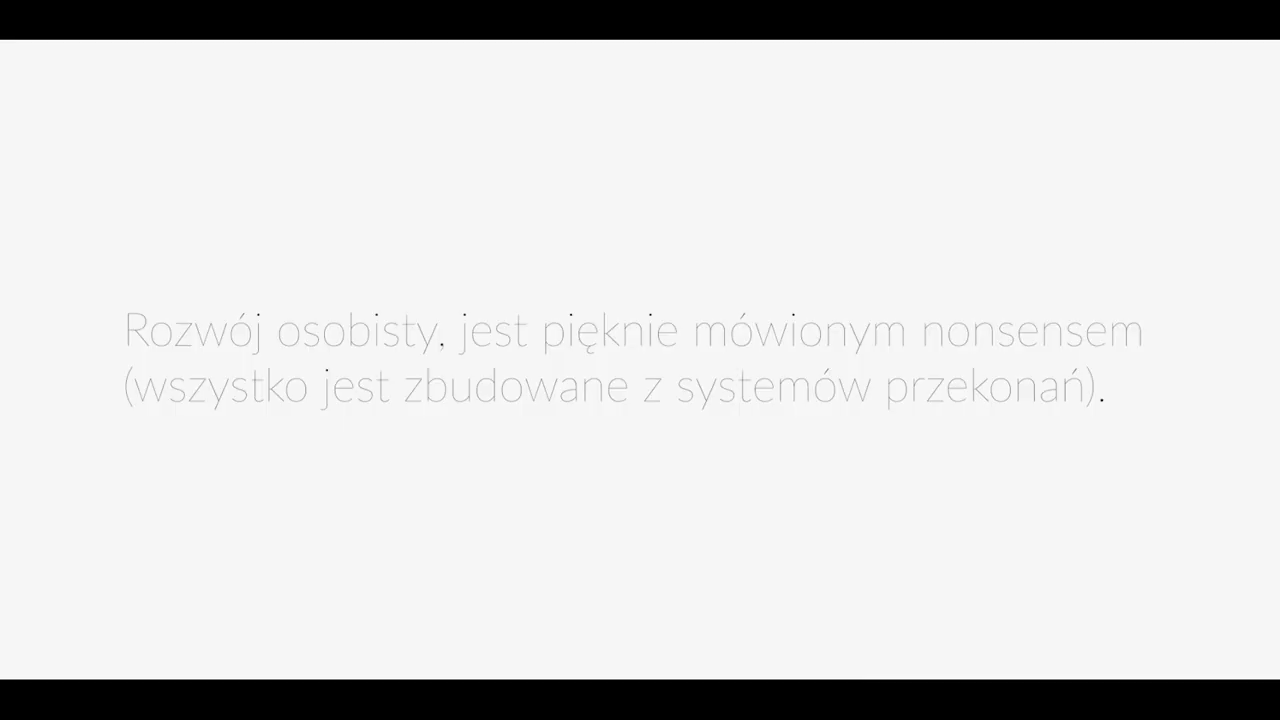 Rozwój osobisty, jest pięknie mówionym nonsensem
(wszystko jest zbudowane z systemów przekonań).